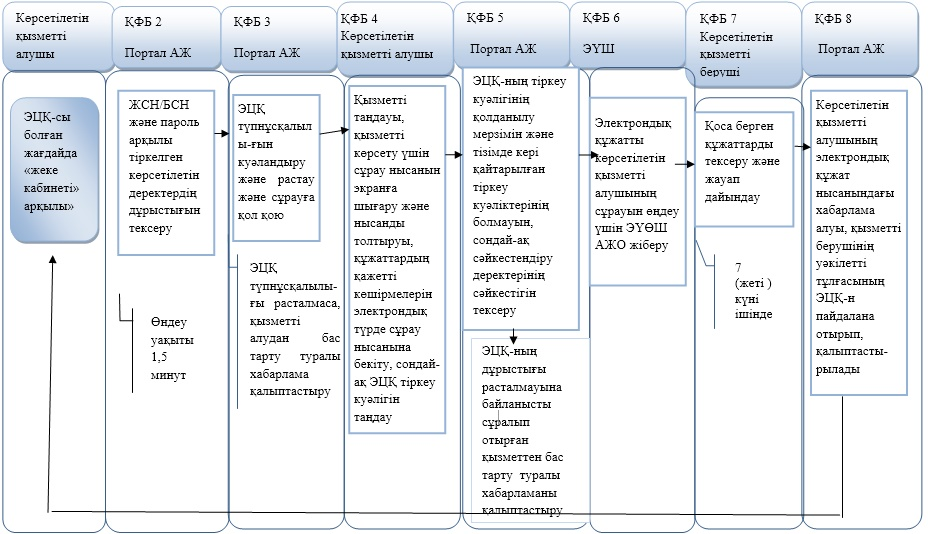 Көрсетілетін
қызметті
алушы
ҚФБ 2
Портал АЖ
ҚФБ 3
Портал АЖ
ҚФБ 4
Көрсетілетін
қызметті алушы
ҚФБ 5
Портал АЖ
ҚФБ 6
ЭҮШ
ҚФБ 7
Көрсетілетін
қызметті
беруші
ҚФБ 8
Портал АЖ
ЭЦҚ-сы
болған
жағдайда
«жеке
кабинеті»
арқылы»
ЖСН/БСН
және пароль
арқылы
тіркелген
көрсетілетін
деректердің
дұрыстығын
тексеру
Өңдеу
уақыты
1,5
минут
ЭЦҚ
түпнұсқалыл
ы-ғын
куәландыру
және растау
және сұрауға
қол қою
ЭЦҚ
түпнұсқалылы-
ғы расталмаса,
қызметті
алудан бас
тарту туралы
хабарлама
қалыптастыру
Қызметті
таңдауы,
қызметті
көрсету үшін
сұрау нысанын
экранға
шығару және
нысанды
толтыруы,
құжаттардың
қажетті
көшірмелерін
электрондық
түрде сұрау
нысанына
бекіту, сондай-
ақ ЭЦҚ тіркеу
куәлігін
таңдау
ЭЦҚ-ның тіркеу
куәлігінің
қолданылу
мерзімін және
тізімде кері
қайтарылған
тіркеу
куәліктерінің
болмауын,
сондай-ақ
сәйкестендіру
деректерінің
сәйкестігін
тексеру
ЭЦҚ-ның
дұрыстығы
расталмауына
байланысты
сұралып
отырған
қызметтен бас
тарту туралы
хабарламаны
қалыптастыру
Электрондық
құжатты
көрсетілетін
қызметті
алушының
сұрауын өңдеу
үшін ЭҮӨШ
АЖО жіберу
Қоса берген
құжаттарды
тексеру және
жауап
дайындау
7
(жеті )
күні
ішінде
Көрсетілетін
қызметті
алушының
электрондық
құжат
нысанындағы
хабарлама
алуы, қызметті
берушінің
уәкілетті
тұлғасының
ЭЦҚ-н
пайдалана
отырып,
қалыптасты-
рылады